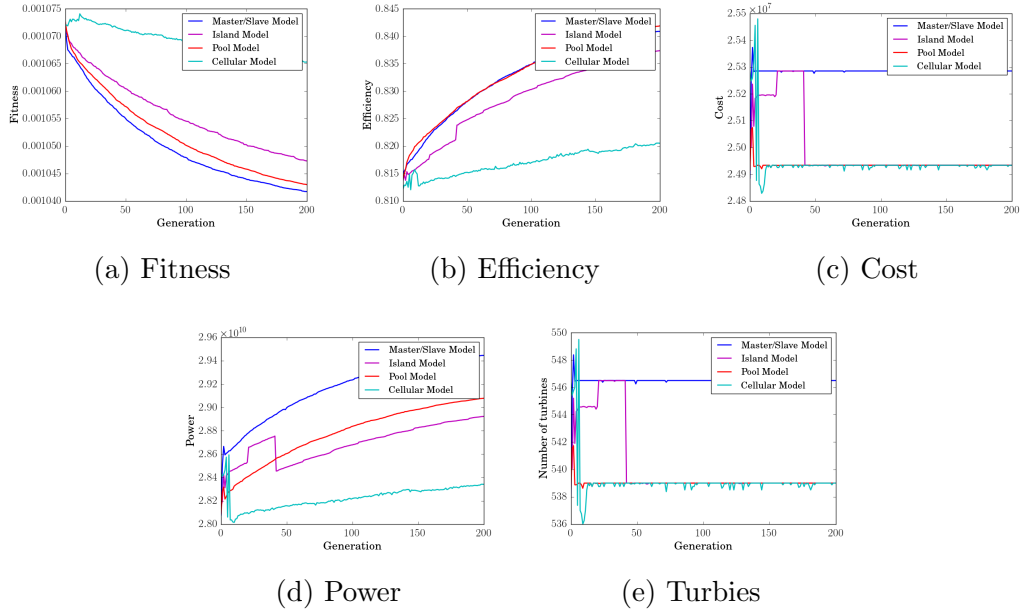 0.001075
0.001070
0.001065
0.001060
0.001055
0.001050
0.001045
0.001040
0 50 100 150 200
Fitness
Generation
Master/Slave Model
Island Model
Pool Model
Cellular Model
(a) Fitness
0.845
0.840
0.835
0.830
0.825
0.820
0.815
0.810
0 50 100 150 200
Efficiency
Generation
Master/Slave Model
Island Model
Pool Model
Cellular Model
(b) Efficiency
×10⁷
2.55
2.54
2.53
2.52
2.51
2.50
2.49
2.48
0 50 100 150 200
Cost
Generation
Master/Slave Model
Island Model
Pool Model
Cellular Model
(c) Cost
×10¹⁰
2.96
2.94
2.92
2.90
2.88
2.86
2.84
2.82
2.80
0 50 100 150 200
Power
Generation
Master/Slave Model
Island Model
Pool Model
Cellular Model
(d) Power
550
548
546
544
542
540
538
536
0 50 100 150 200
Number of turbines
Generation
Master/Slave Model
Island Model
Pool Model
Cellular Model
(e) Turbies